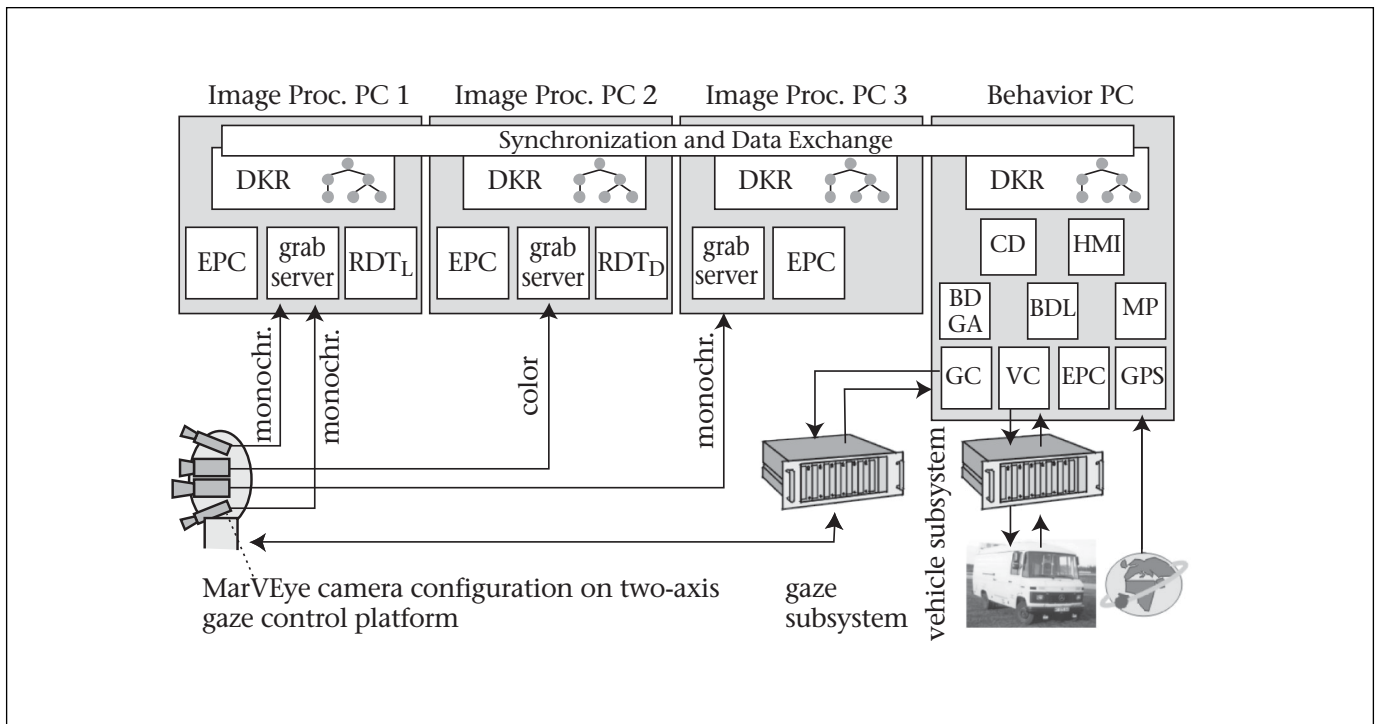 Image Proc. PC 1
Image Proc. PC 2
Image Proc. PC 3
Behavior PC
Synchronization and Data Exchange
DKR
DKR
DKR
DKR
EPC
grab
server
RDTL
EPC
grab
server
RDTD
grab
server
EPC
CD
HMI
BD
GA
BDL
MP
GC
VC
EPC
GPS
monochr.
monochr.
color
monochr.
MarVEye camera configuration on two-axis
gaze control platform
gaze
subsystem
vehicle subsystem